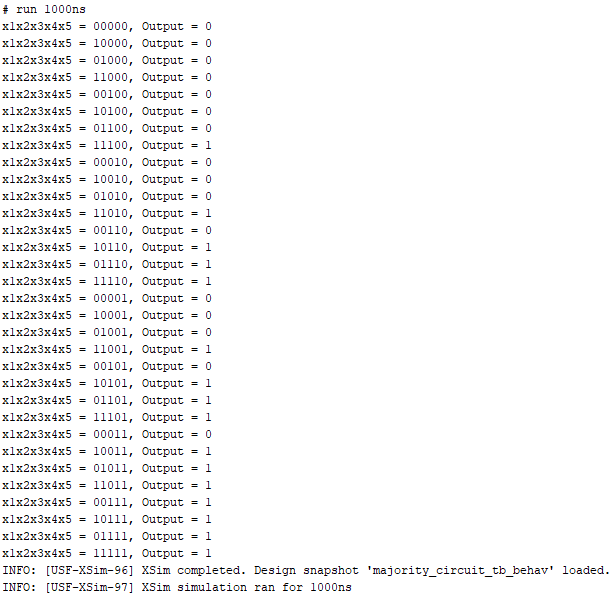 # run 1000ns
x1x2x3x4x5 = 00000, Output = 0
x1x2x3x4x5 = 10000, Output = 0
x1x2x3x4x5 = 01000, Output = 0
x1x2x3x4x5 = 11000, Output = 0
x1x2x3x4x5 = 00100, Output = 0
x1x2x3x4x5 = 10100, Output = 0
x1x2x3x4x5 = 01100, Output = 0
x1x2x3x4x5 = 11100, Output = 1
x1x2x3x4x5 = 00010, Output = 0
x1x2x3x4x5 = 10010, Output = 0
x1x2x3x4x5 = 01010, Output = 0
x1x2x3x4x5 = 11010, Output = 1
x1x2x3x4x5 = 00110, Output = 0
x1x2x3x4x5 = 10110, Output = 1
x1x2x3x4x5 = 01110, Output = 1
x1x2x3x4x5 = 11110, Output = 1
x1x2x3x4x5 = 00001, Output = 0
x1x2x3x4x5 = 10001, Output = 0
x1x2x3x4x5 = 01001, Output = 0
x1x2x3x4x5 = 11001, Output = 1
x1x2x3x4x5 = 00101, Output = 0
x1x2x3x4x5 = 10101, Output = 1
x1x2x3x4x5 = 01101, Output = 1
x1x2x3x4x5 = 11101, Output = 1
x1x2x3x4x5 = 00011, Output = 0
x1x2x3x4x5 = 10011, Output = 1
x1x2x3x4x5 = 01011, Output = 1
x1x2x3x4x5 = 11011, Output = 1
x1x2x3x4x5 = 00111, Output = 1
x1x2x3x4x5 = 10111, Output = 1
x1x2x3x4x5 = 01111, Output = 1
x1x2x3x4x5 = 11111, Output = 1
INFO: [USF-XSim-96] XSim completed. Design snapshot 'majority_circuit_tb_behav' loaded.
INFO: [USF-XSim-97] XSim simulation ran for 1000ns